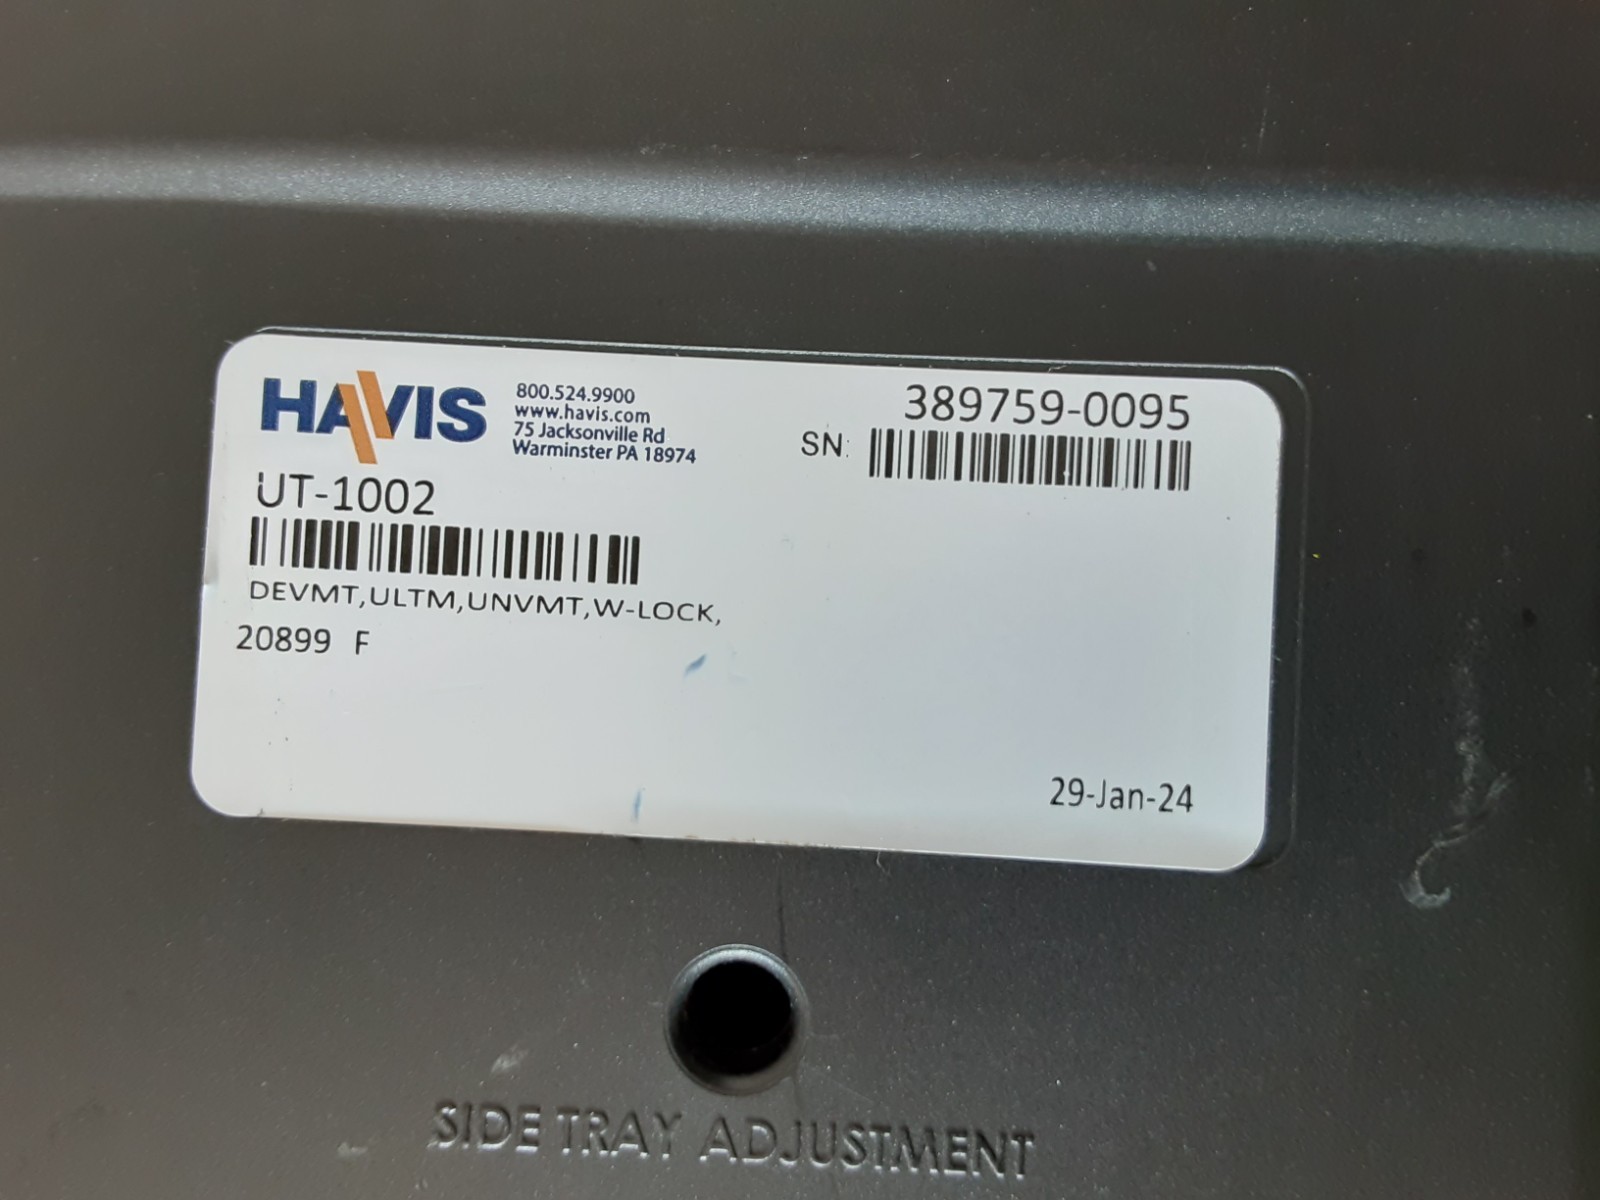 HAVIS
800.524.9900
www.havis.com
75 Jacksonville Rd
Warminster PA 18974
389759-0095
SN:
UT-1002
DEVMT,ULTM,UNVMT,W-LOCK,
20899 F
29-Jan-24
SIDE TRAY ADJUSTMENT